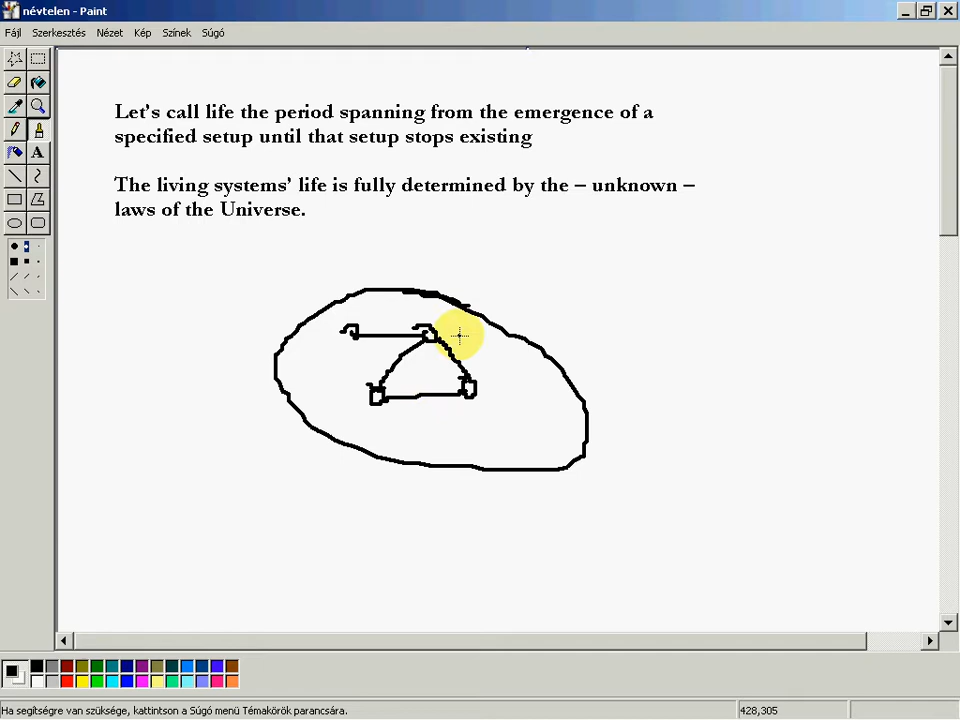 névtelen - Paint
Fájl Szerkesztés Nézet Kép Színek Súgó
Let's call life the period spanning from the emergence of a
specified setup until that setup stops existing
The living systems' life is fully determined by the – unknown –
laws of the Universe.
Ha segítségre van szüksége, kattintson a Súgó menü Témakörök parancsára.
428,305